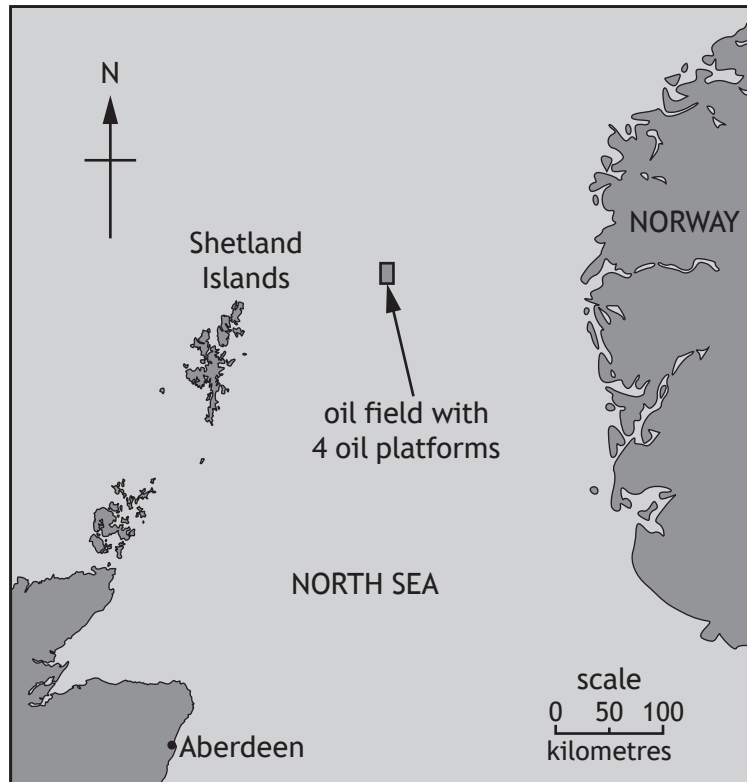 N
Shetland
Islands
NORWAY
oil field with
4 oil platforms
NORTH SEA
scale
0 50 100
kilometres
Aberdeen